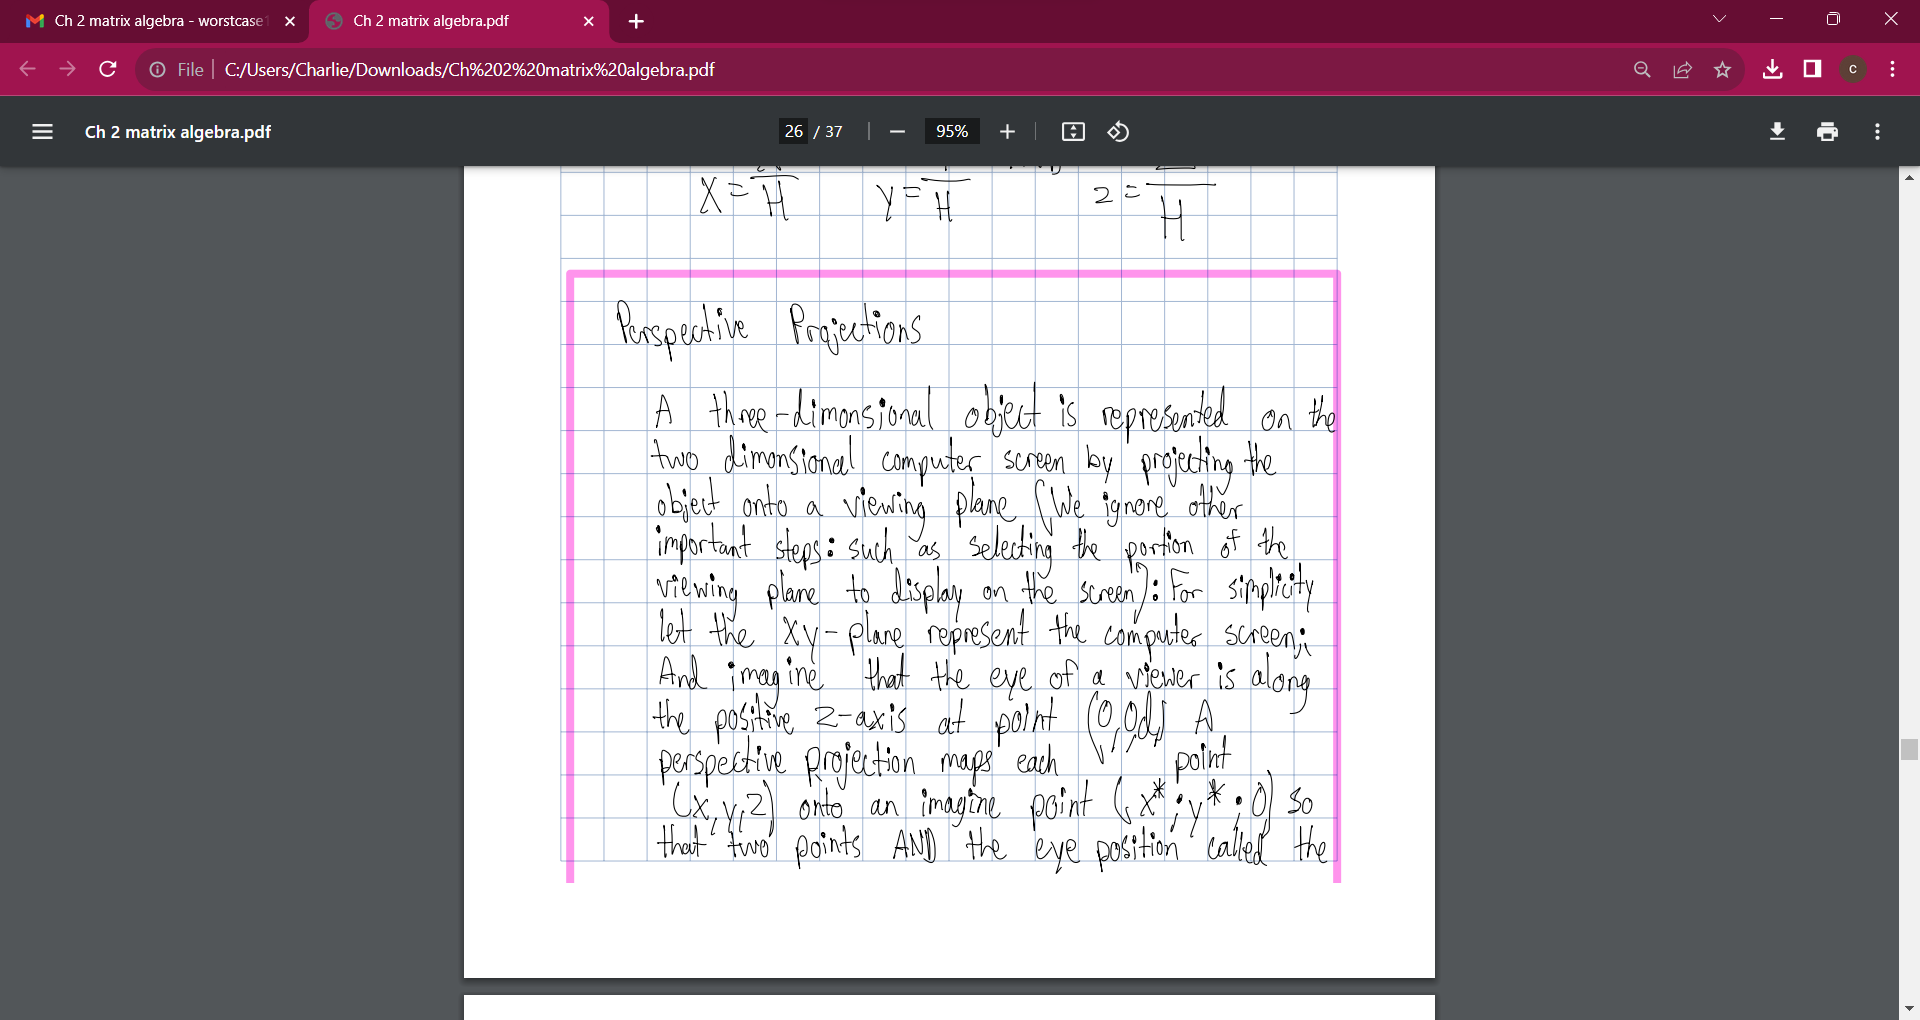 Ch 2 matrix algebra - worstcase
Ch 2 matrix algebra.pdf
File
C:/Users/Charlie/Downloads/Ch%202%20matrix%20algebra.pdf
c
Ch 2 matrix algebra.pdf
26 / 37
95%
X = /H y = /H z = /H
Perspective Projections
A three-dimonsional object is represented on the
two dimonsional computer screen by projecting the
object onto a viewing plane (We ignore other
important steps: such as selecting the portion of the
viewing plane to display on the screen): For simplicity
let the xy-plane represent the computer screen;
And imagine that the eye of a viewer is along
the positive z-axis at point (0,0,d) A
perspective projection maps each point
(x,y,z) onto an imagine point (x*;y*;0) so
that two points AND the eye position called the